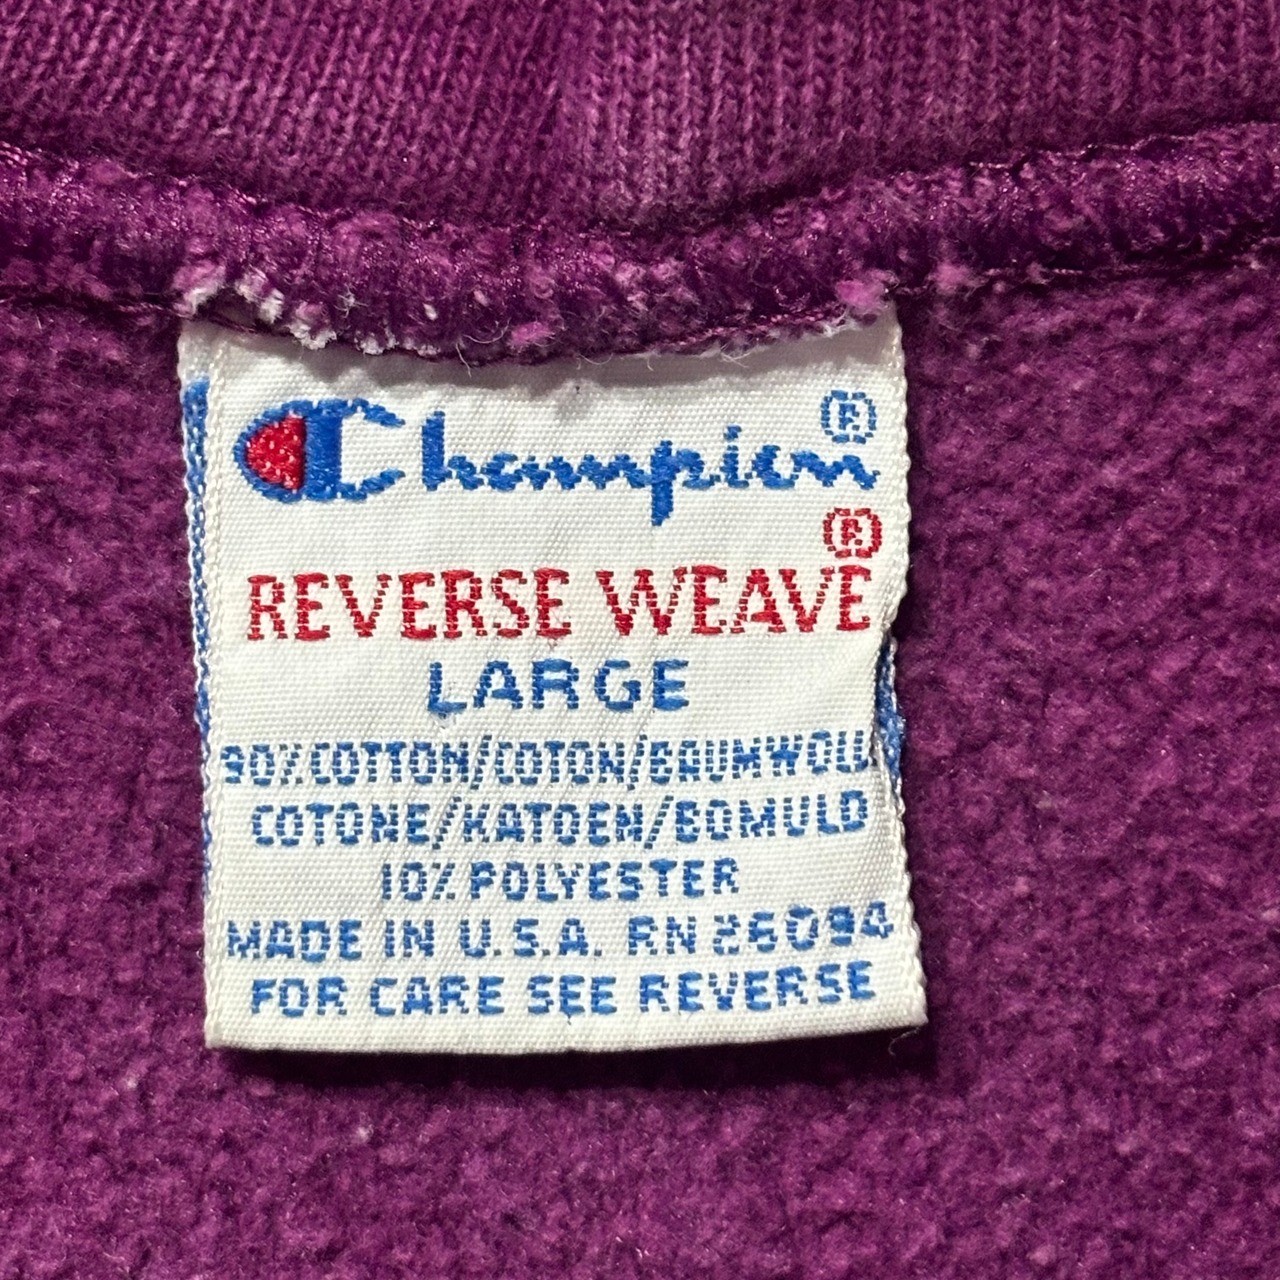 Champion®
REVERSE WEAVE®
LARGE
90% COTTON/COTON/BAUMWOLL
COTONE/KATOEN/BOMULD
10% POLYESTER
MADE IN U.S.A. RN 26094
FOR CARE SEE REVERSE